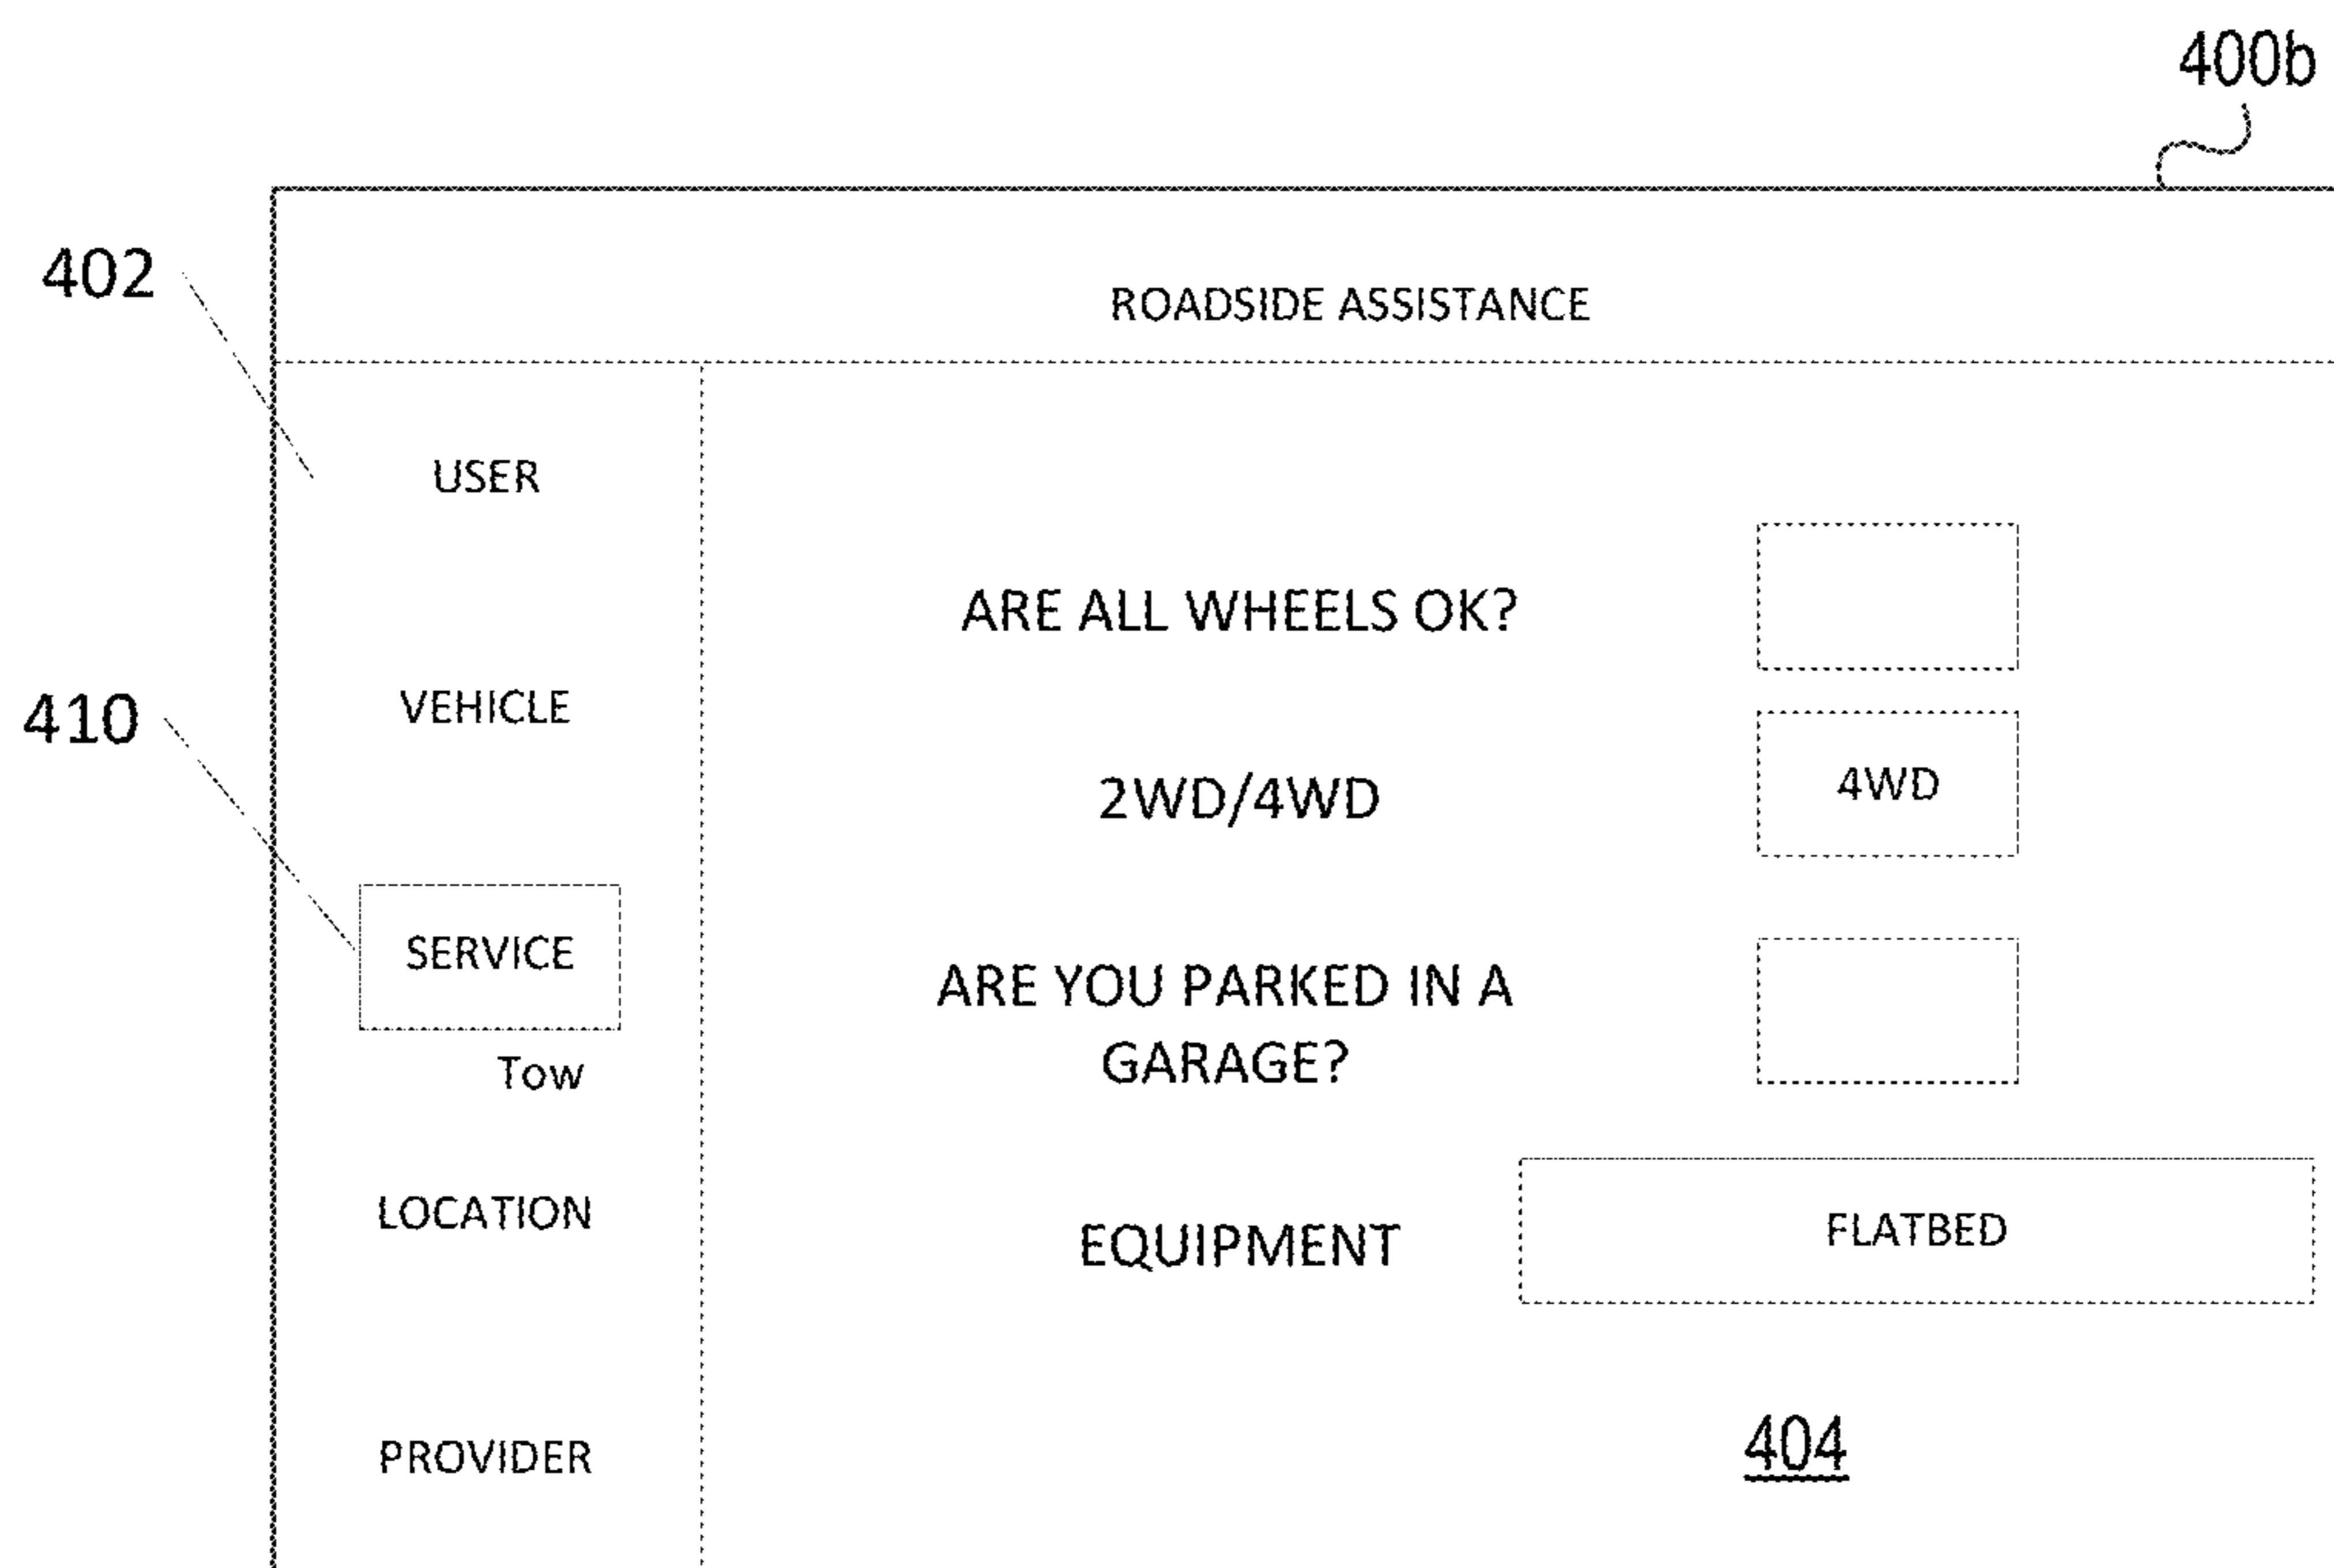 400b
402
ROADSIDE ASSISTANCE
USER
ARE ALL WHEELS OK?
410
VEHICLE
2WD/4WD
4WD
SERVICE
Tow
ARE YOU PARKED IN A
GARAGE?
LOCATION
EQUIPMENT
FLATBED
PROVIDER
404